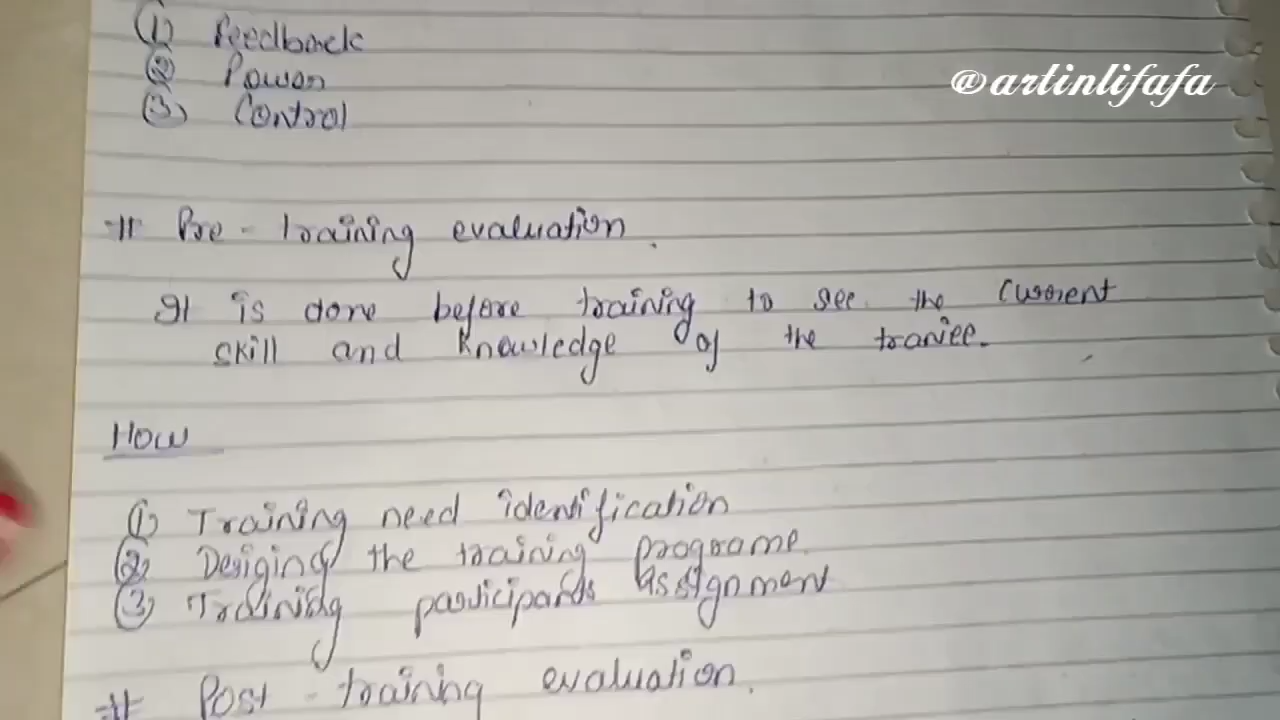 (1) Feedback
@artinlifafa
(2) Power
(3) Control
# Pre-training evaluation.
It is done before training to see the current
skill and knowledge of the traniee.
How
(1) Training need identification
(2) Desiging the training programe.
(3) Training participants assignment
# Post-training evaluation.